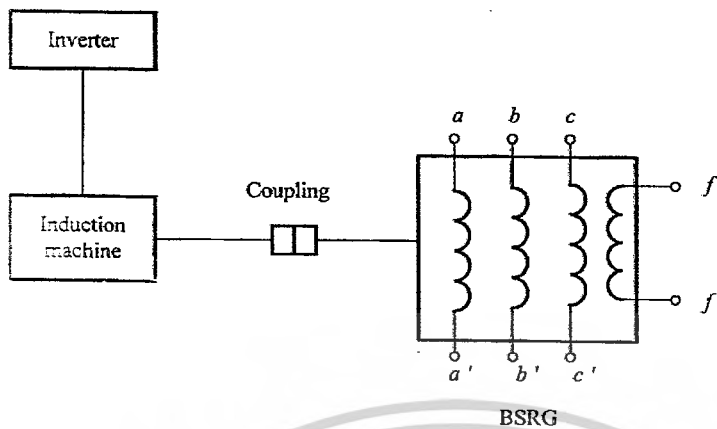 Inverter
a b c
f
Coupling
Induction
machine
f
a' b' c'
BSRG